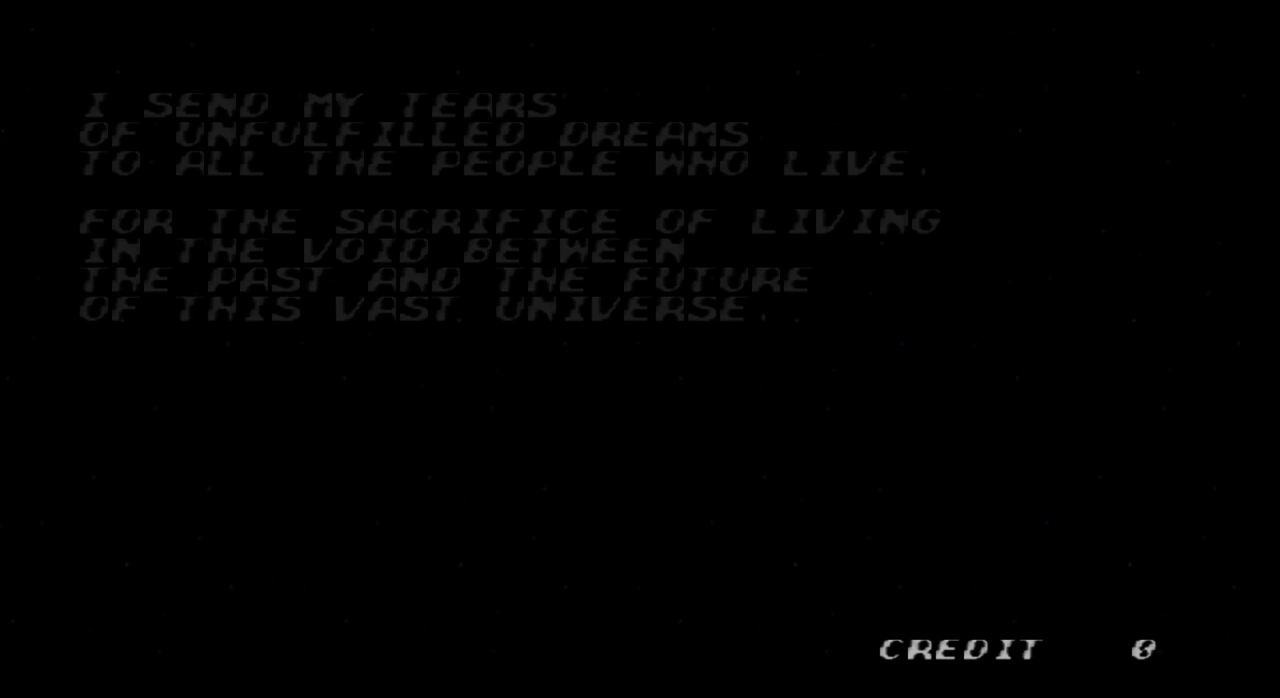 I SEND MY TEARS
OF UNFULFILLED DREAMS
TO ALL THE PEOPLE WHO LIVE.
FOR THE SACRIFICE OF LIVING
IN THE VOID BETWEEN
THE PAST AND THE FUTURE
OF THIS VAST UNIVERSE.
CREDIT 0